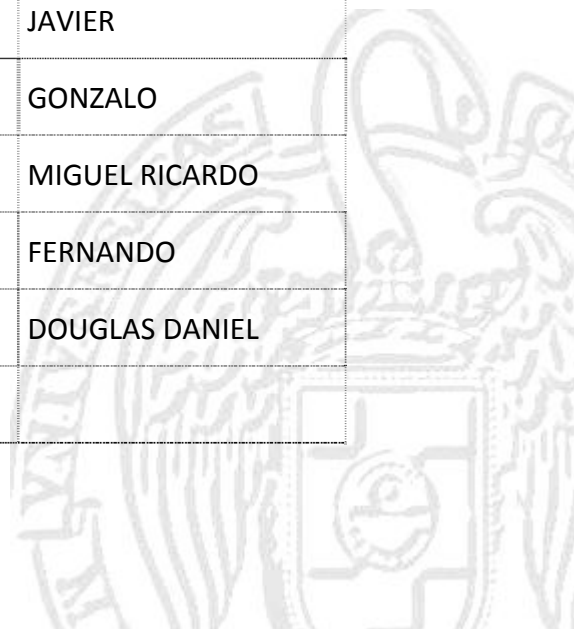 JAVIER
GONZALO
MIGUEL RICARDO
FERNANDO
DOUGLAS DANIEL